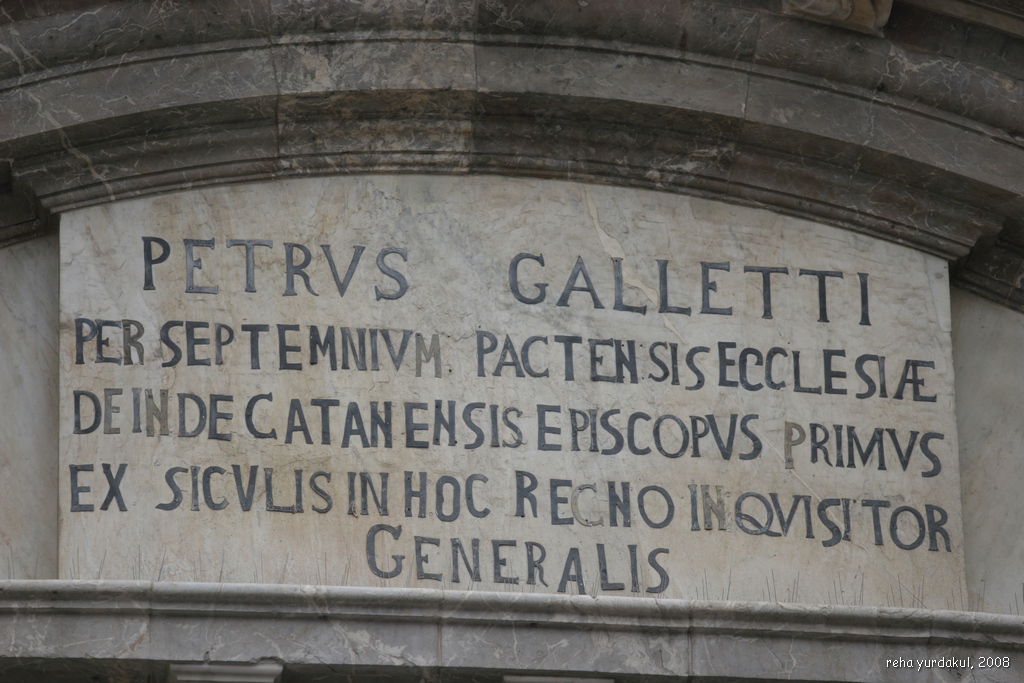 PETRVS GALLETTI
PER SEPTEMNIVM PACTENSIS ECCLESIÆ
DEINDE CATANENSIS EPISCOPVS PRIMVS
EX SICVLIS IN HOC REGNO INQVISITOR
GENERALIS
reha yurdakul, 2008